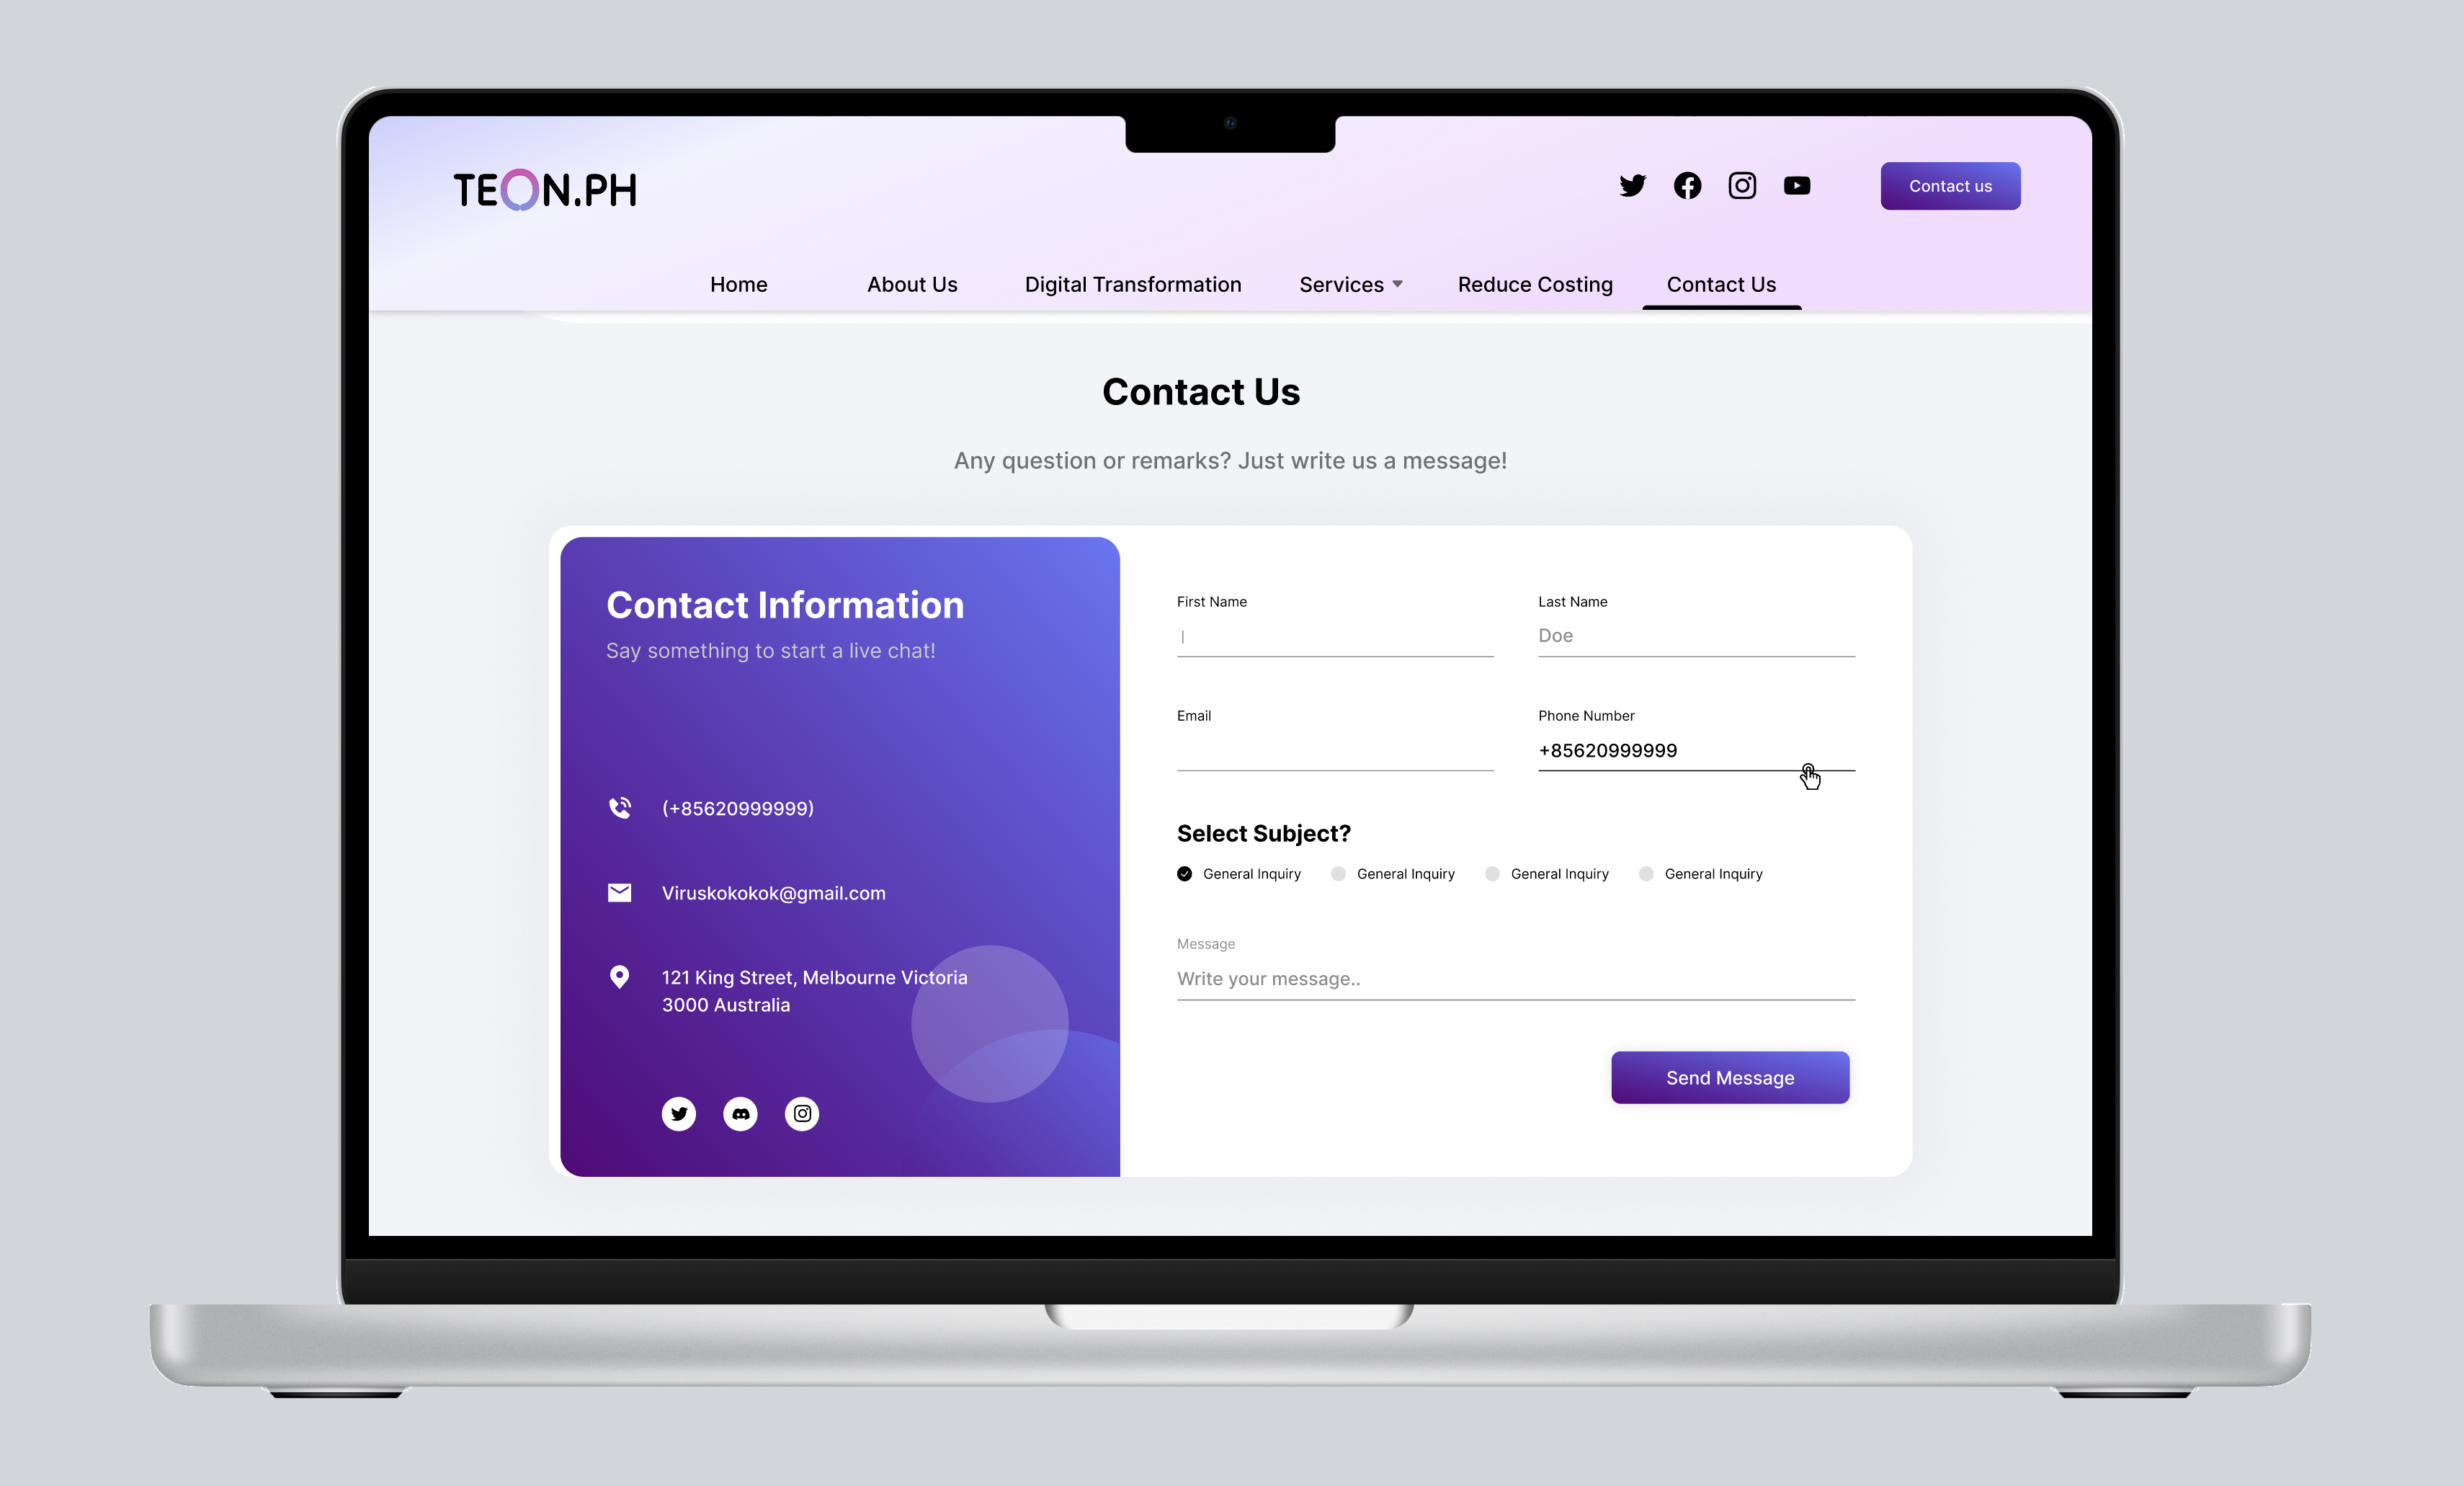 TEON.PH
Contact us
Home About Us Digital Transformation Services Reduce Costing Contact Us
Contact Us
Any question or remarks? Just write us a message!
Contact Information
Say something to start a live chat!
(+85620999999)
Viruskokokok@gmail.com
121 King Street, Melbourne Victoria
3000 Australia
First Name Last Name
Doe
Email Phone Number
+85620999999
Select Subject?
General Inquiry General Inquiry General Inquiry General Inquiry
Message
Write your message..
Send Message